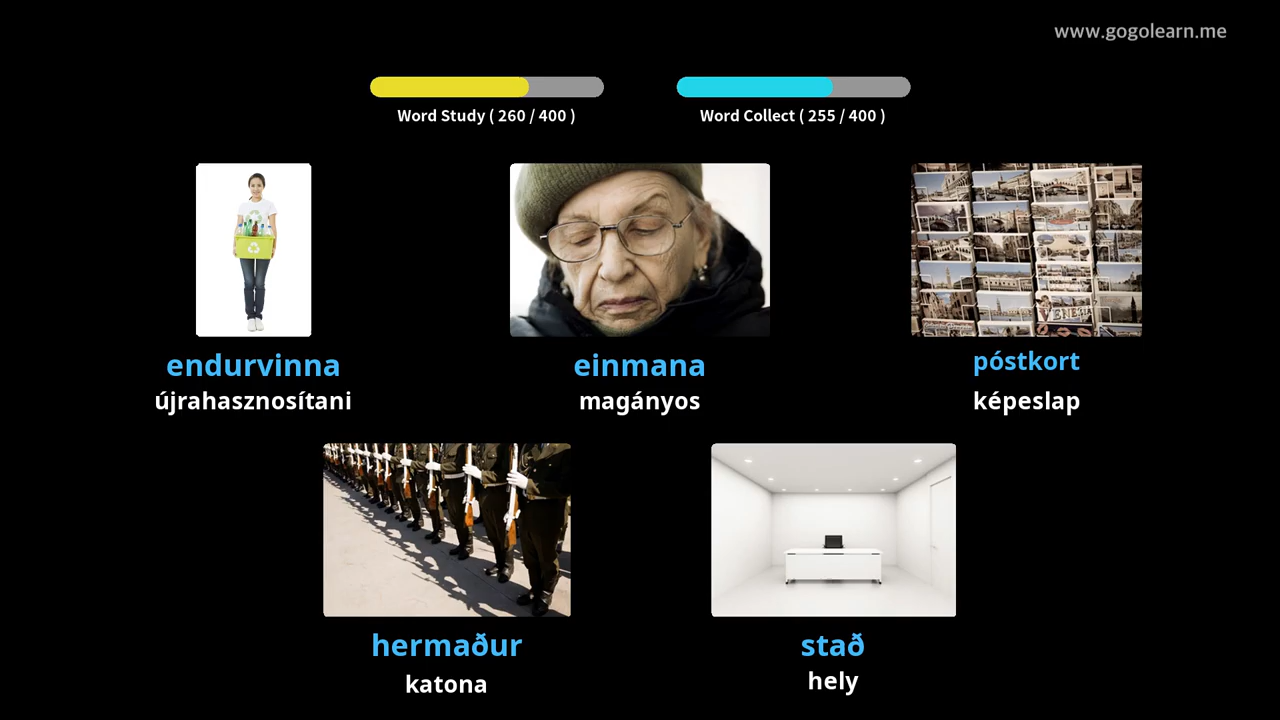 www.gogolearn.me
Word Study ( 260 / 400 )
Word Collect ( 255 / 400 )
VENEZIA
endurvinna
újrahasznosítani
einmana
magányos
póstkort
képeslap
hermaður
katona
stað
hely